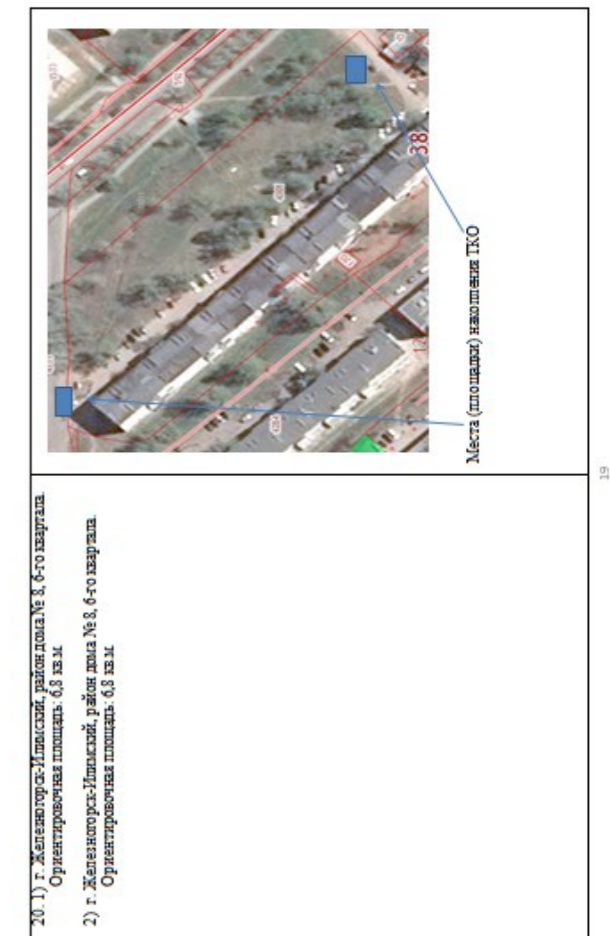 20. 1) г. Железногорск-Илимский, район дома № 8, 6-го квартала.
Ориентировочная площадь: 6,8 кв.м
2) г. Железногорск-Илимский, район дома № 8, 6-го квартала.
Ориентировочная площадь: 6,8 кв.м
38
Места (площадки) накопления ТКО
19